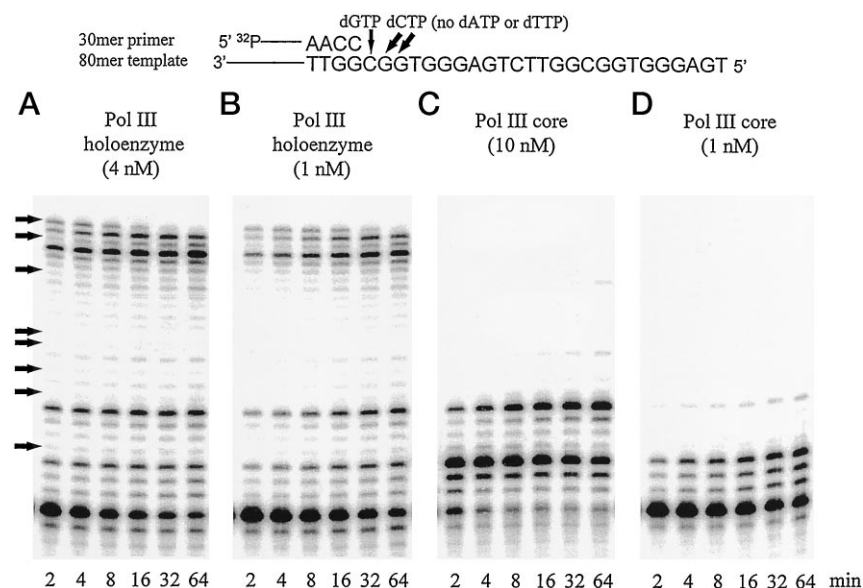 dGTP dCTP (no dATP or dTTP)
30mer primer 5' ³²P AACC
80mer template 3' TTGGCGGTGGGAGTCTTGGCGGTGGGAGT 5'
A B C D
Pol III holoenzyme (4 nM)
Pol III holoenzyme (1 nM)
Pol III core (10 nM)
Pol III core (1 nM)
2 4 8 16 32 64 2 4 8 16 32 64 2 4 8 16 32 64 2 4 8 16 32 64 min